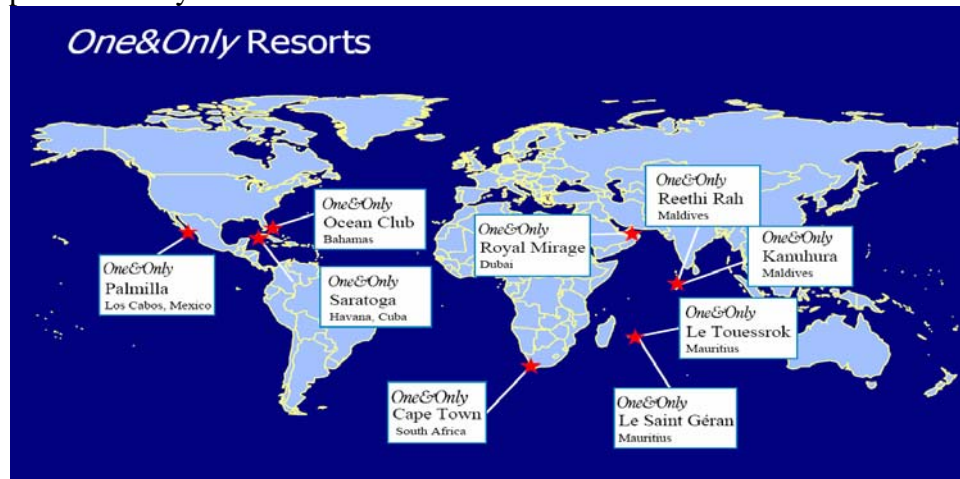 One&Only Resorts
One&Only
Ocean Club
Bahamas
One&Only
Palmilla
Los Cabos, Mexico
One&Only
Saratoga
Havana, Cuba
One&Only
Royal Mirage
Dubai
One&Only
Reethi Rah
Maldives
One&Only
Kanuhura
Maldives
One&Only
Le Touessrok
Mauritius
One&Only
Cape Town
South Africa
One&Only
Le Saint Géran
Mauritius